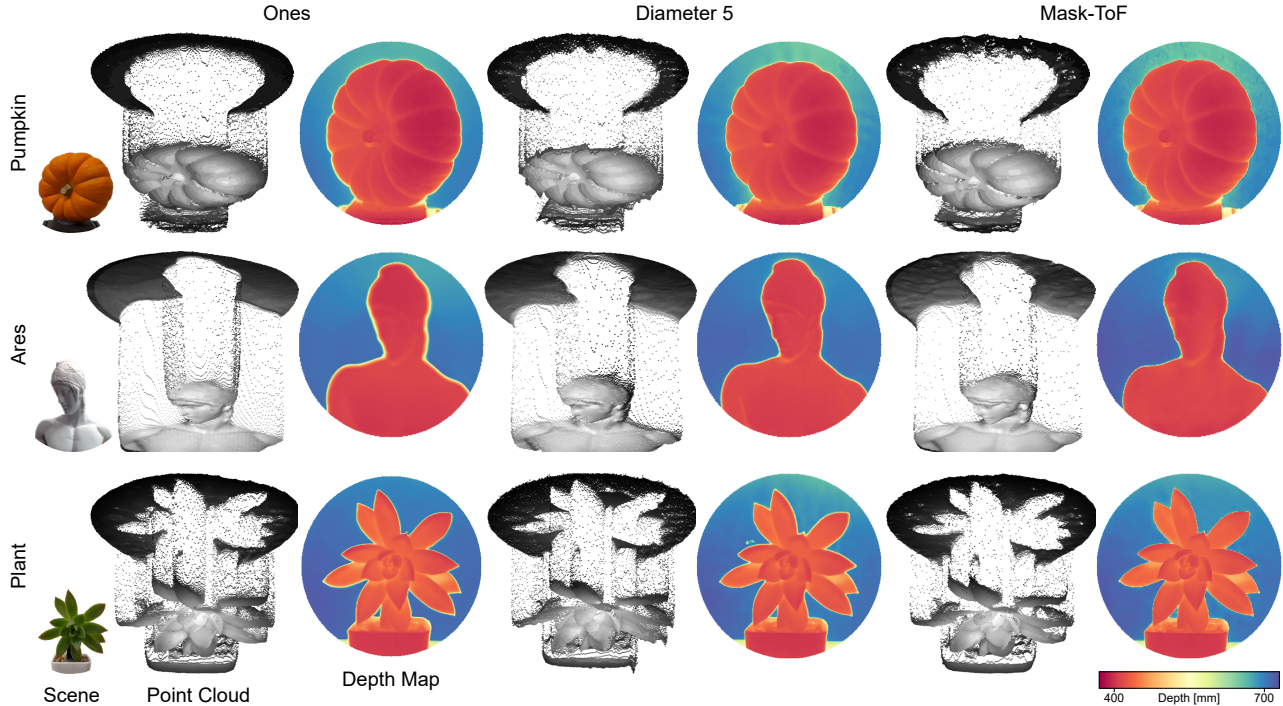 Ones
Diameter 5
Mask-ToF
Pumpkin
Ares
Plant
Scene
Point Cloud
Depth Map
400
Depth [mm]
700